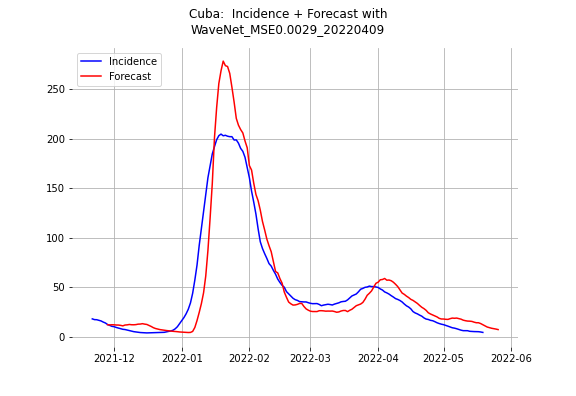 Cuba:  Incidence + Forecast with
WaveNet_MSE0.0029_20220409
Incidence
Forecast
250
200
150
100
50
0
2021-12 2022-01 2022-02 2022-03 2022-04 2022-05 2022-06